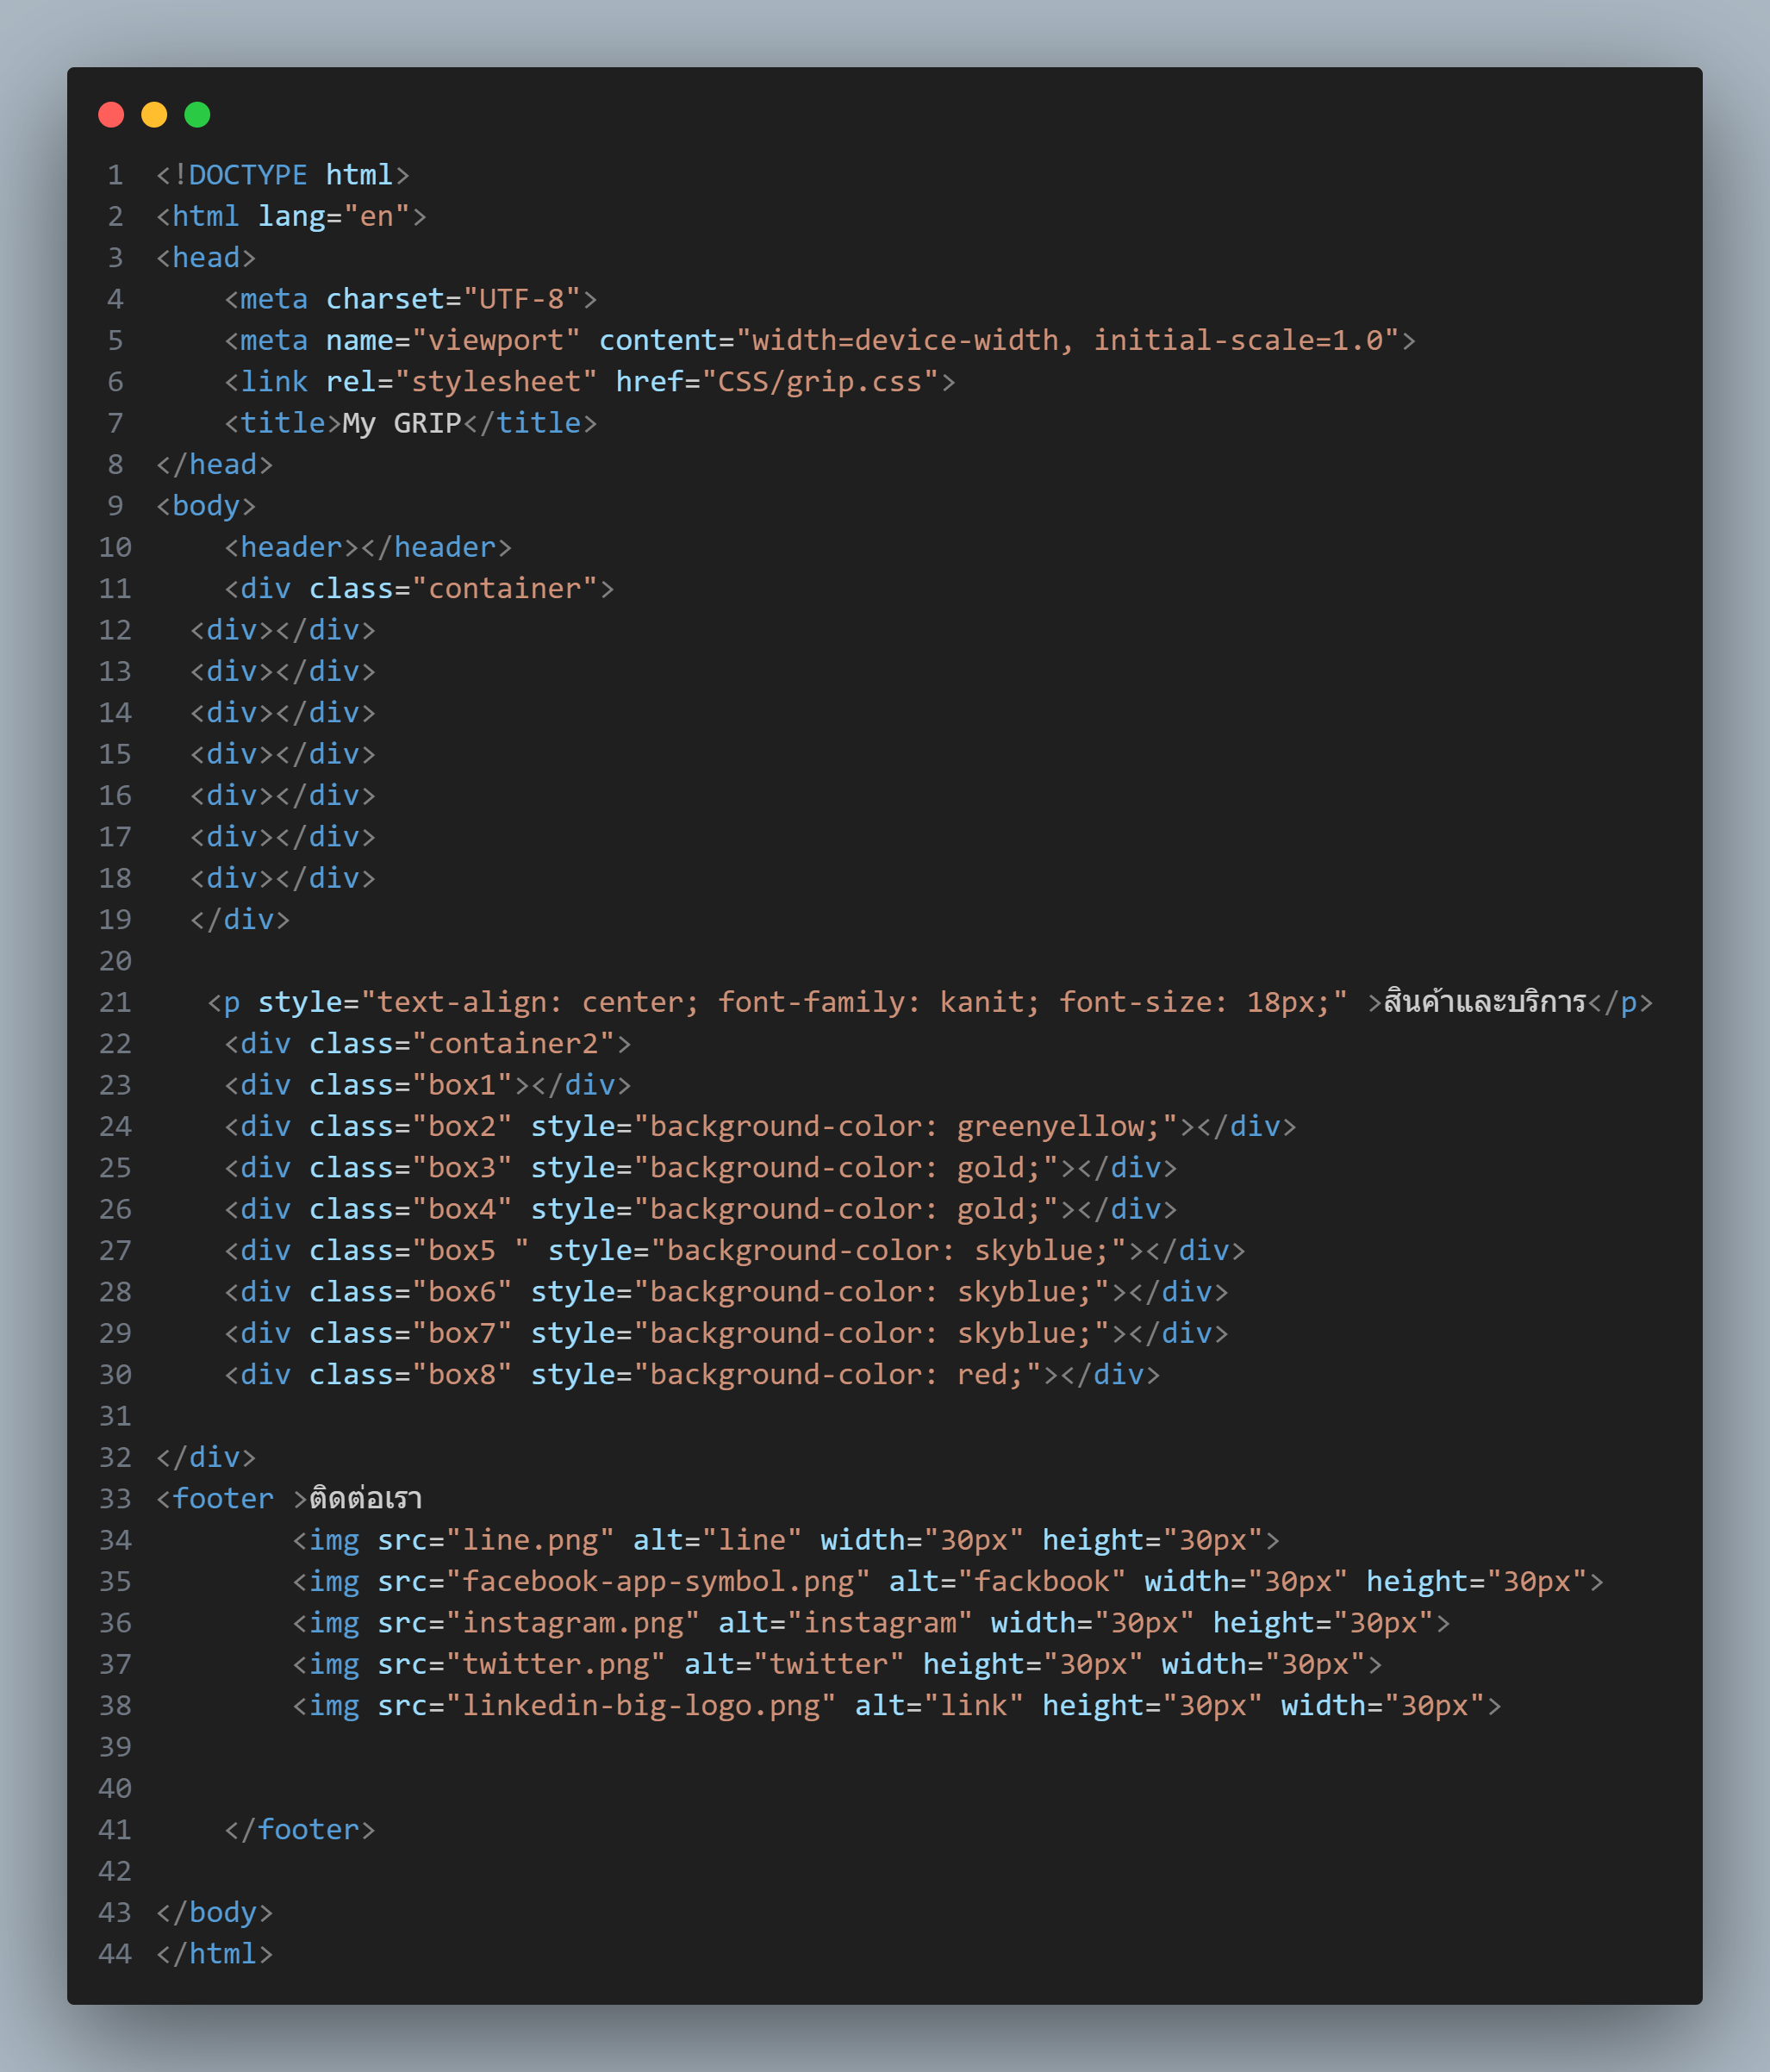 1 <!DOCTYPE html>
2 <html lang="en">
3 <head>
4     <meta charset="UTF-8">
5     <meta name="viewport" content="width=device-width, initial-scale=1.0">
6     <link rel="stylesheet" href="CSS/grip.css">
7     <title>My GRIP</title>
8 </head>
9 <body>
10     <header></header>
11     <div class="container">
12   <div></div>
13   <div></div>
14   <div></div>
15   <div></div>
16   <div></div>
17   <div></div>
18   <div></div>
19   </div>
20
21    <p style="text-align: center; font-family: kanit; font-size: 18px;" >สินค้าและบริการ</p>
22     <div class="container2">
23     <div class="box1"></div>
24     <div class="box2" style="background-color: greenyellow;"></div>
25     <div class="box3" style="background-color: gold;"></div>
26     <div class="box4" style="background-color: gold;"></div>
27     <div class="box5 " style="background-color: skyblue;"></div>
28     <div class="box6" style="background-color: skyblue;"></div>
29     <div class="box7" style="background-color: skyblue;"></div>
30     <div class="box8" style="background-color: red;"></div>
31
32 </div>
33 <footer >ติดต่อเรา
34         <img src="line.png" alt="line" width="30px" height="30px">
35         <img src="facebook-app-symbol.png" alt="fackbook" width="30px" height="30px">
36         <img src="instagram.png" alt="instagram" width="30px" height="30px">
37         <img src="twitter.png" alt="twitter" height="30px" width="30px">
38         <img src="linkedin-big-logo.png" alt="link" height="30px" width="30px">
39
40
41     </footer>
42
43 </body>
44 </html>